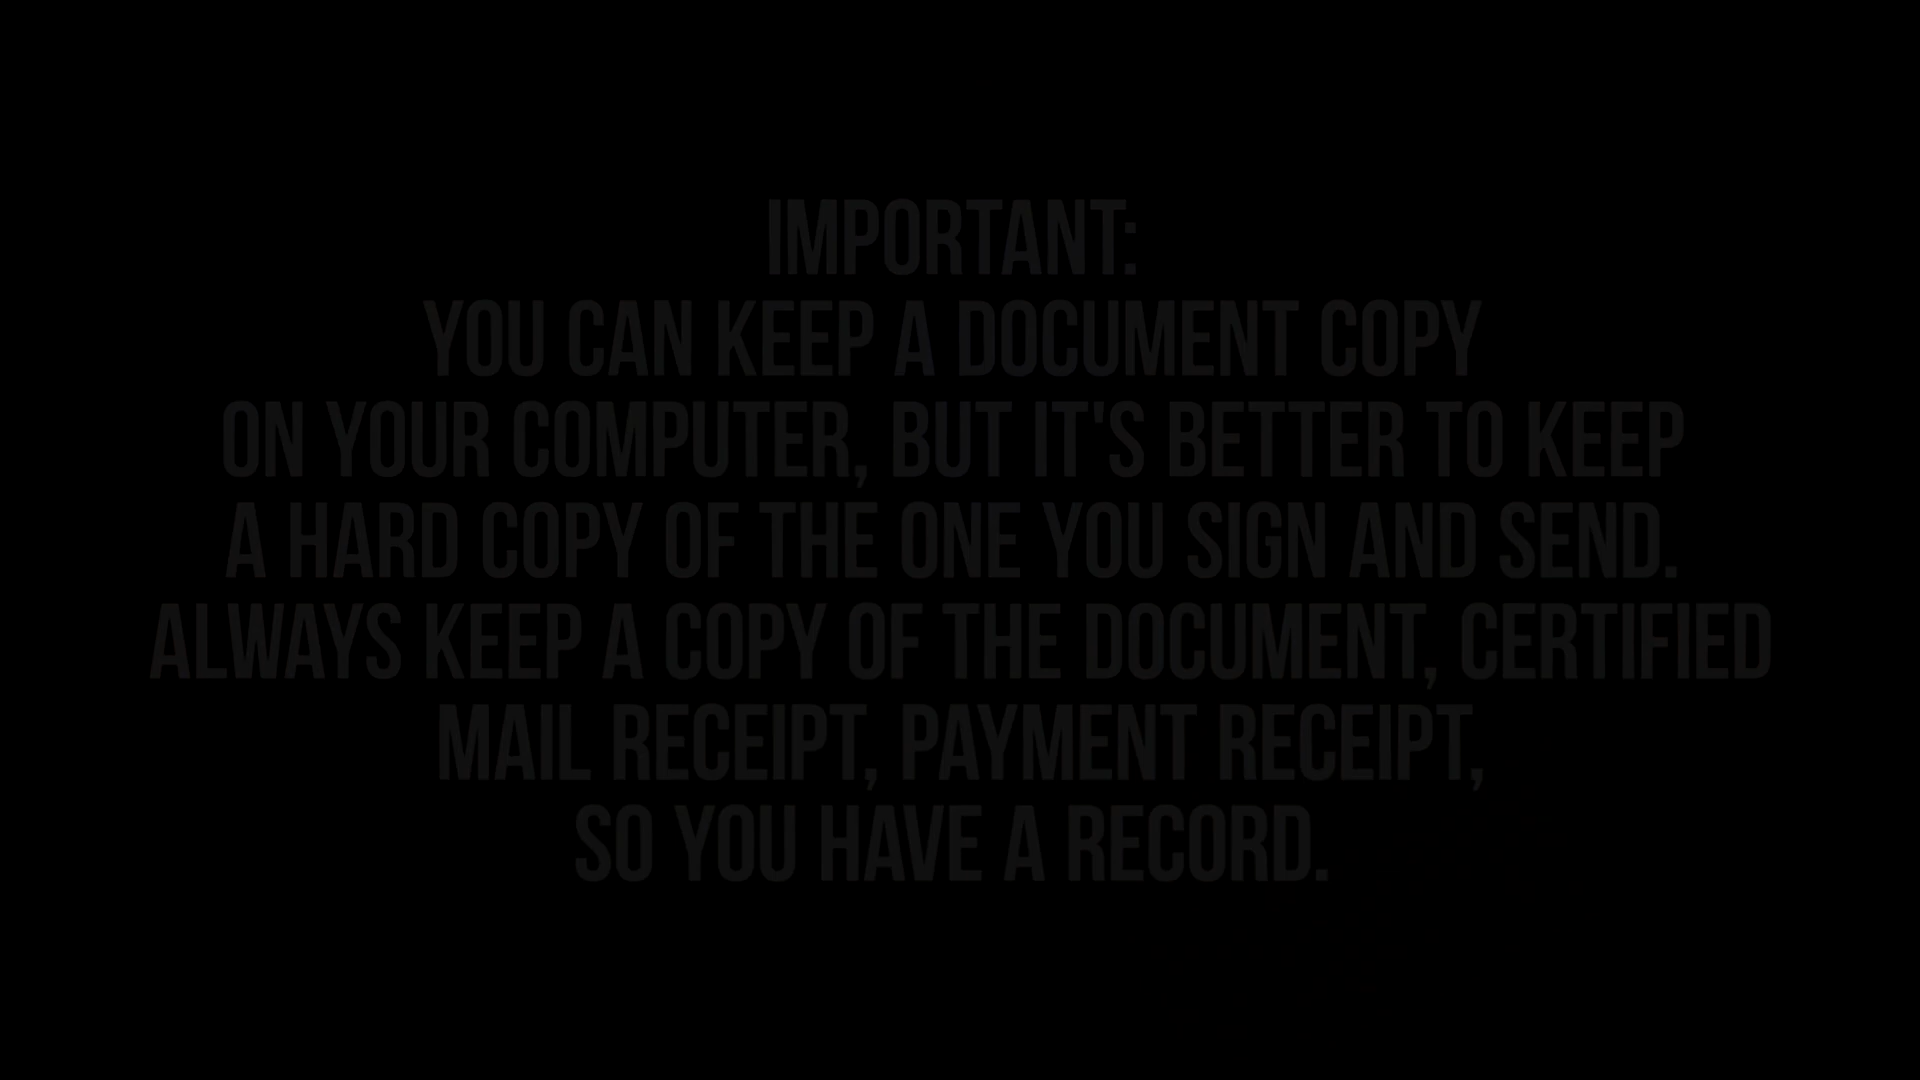 IMPORTANT:
YOU CAN KEEP A DOCUMENT COPY
ON YOUR COMPUTER, BUT IT'S BETTER TO KEEP
A HARD COPY OF THE ONE YOU SIGN AND SEND.
ALWAYS KEEP A COPY OF THE DOCUMENT, CERTIFIED
MAIL RECEIPT, PAYMENT RECEIPT,
SO YOU HAVE A RECORD.